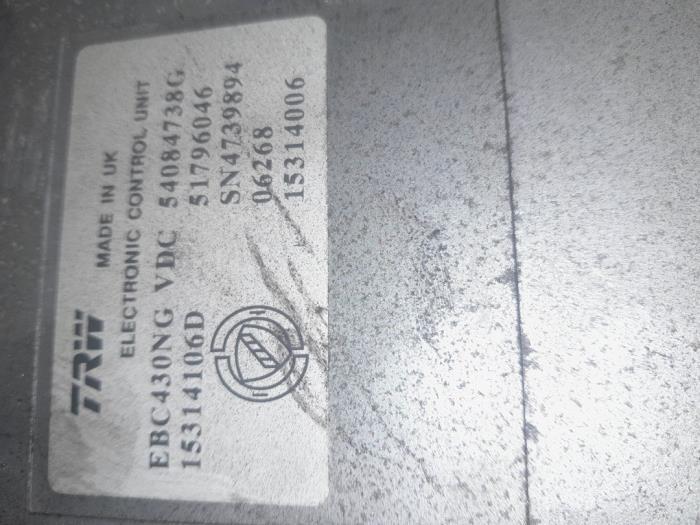 TRW
MADE IN UK
ELECTRONIC CONTROL UNIT
EBC430NG VDC 54084738G
15314106D 51796046
SN4739894
06268
15314006